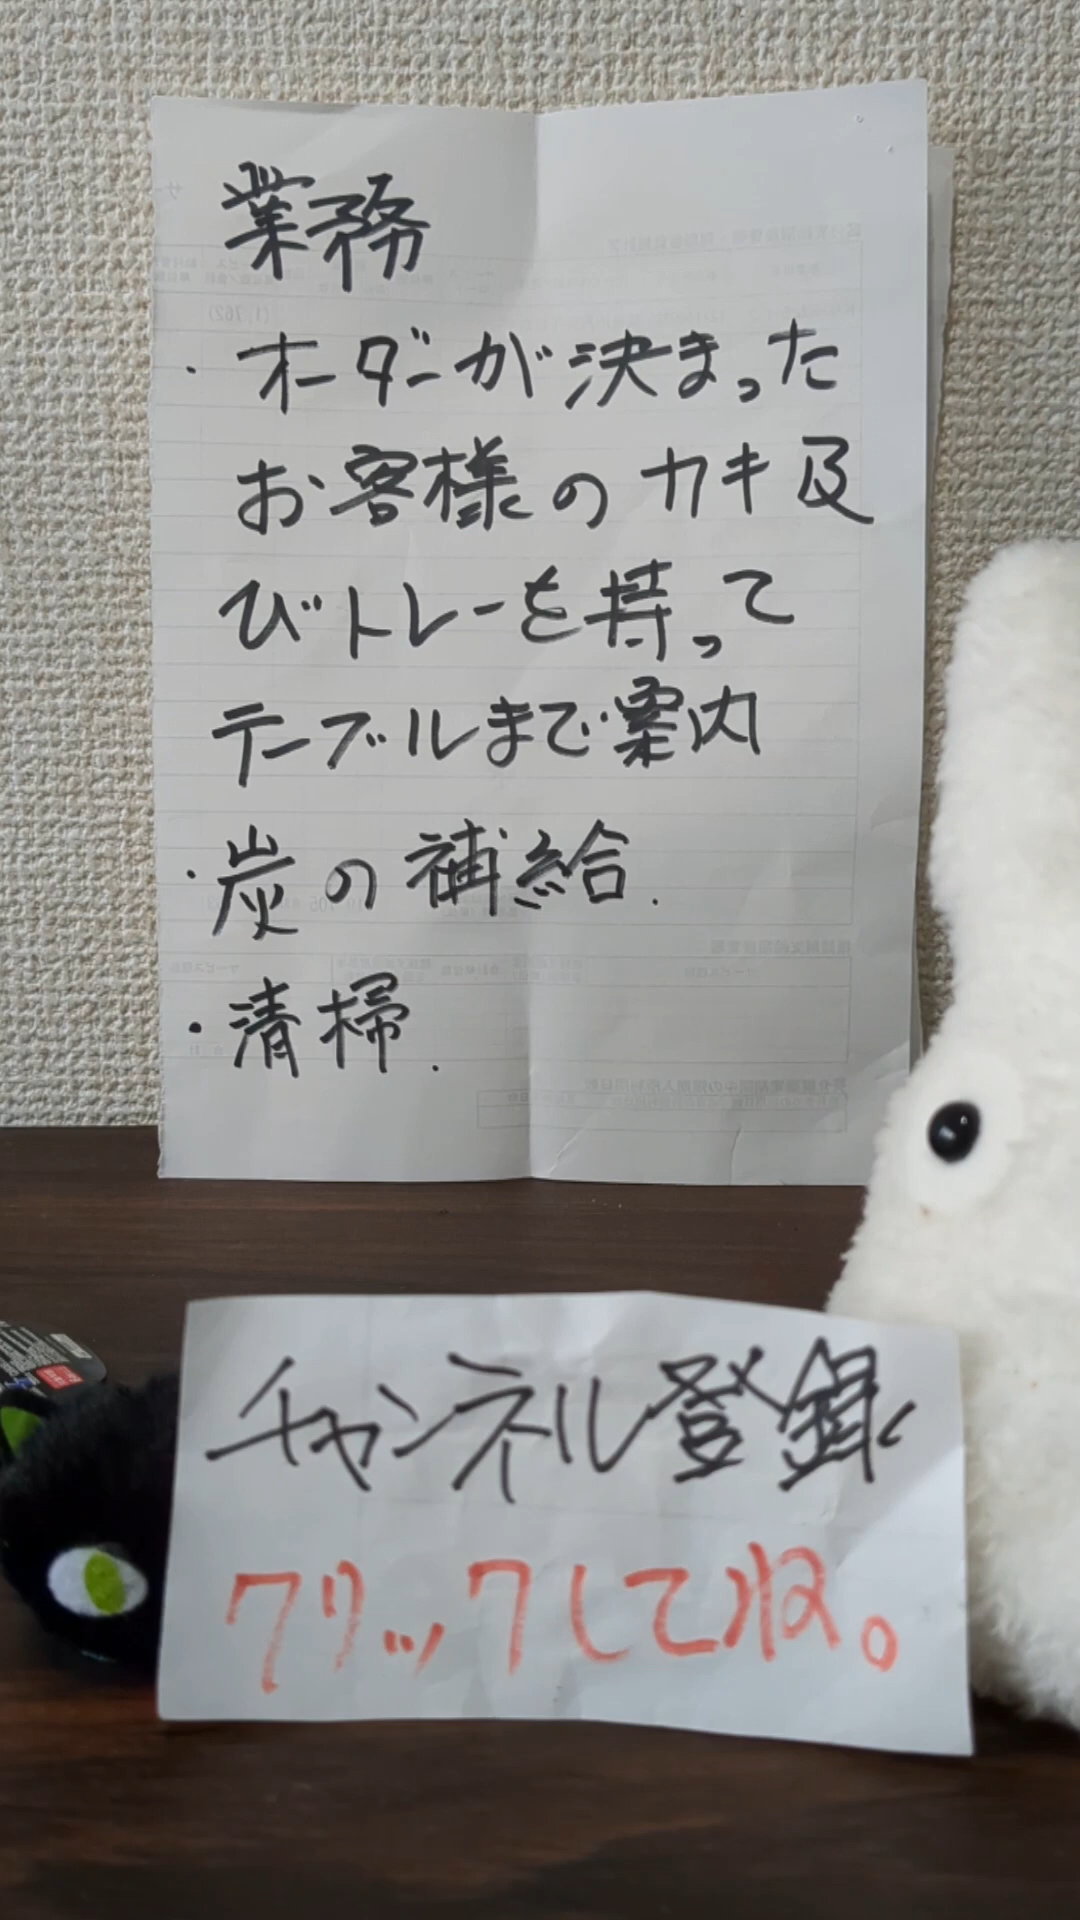 業務
・オーダーが決まった
お客様のカキ及
びトレーを持って
テーブルまで案内
・炭の補給.
・清掃.
チャンネル登録
クリックしてね。